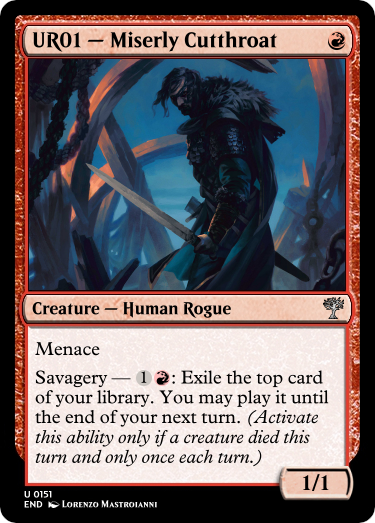 UR01 — Miserly Cutthroat
Creature — Human Rogue
Menace
Savagery — 1 R: Exile the top card
of your library. You may play it until
the end of your next turn. (Activate
this ability only if a creature died this
turn and only once each turn.)
1/1
U 0151
END Lorenzo Mastroianni